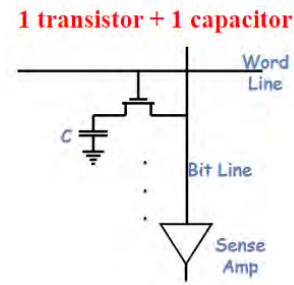 1 transistor + 1 capacitor
Word
Line
C
Bit Line
Sense
Amp